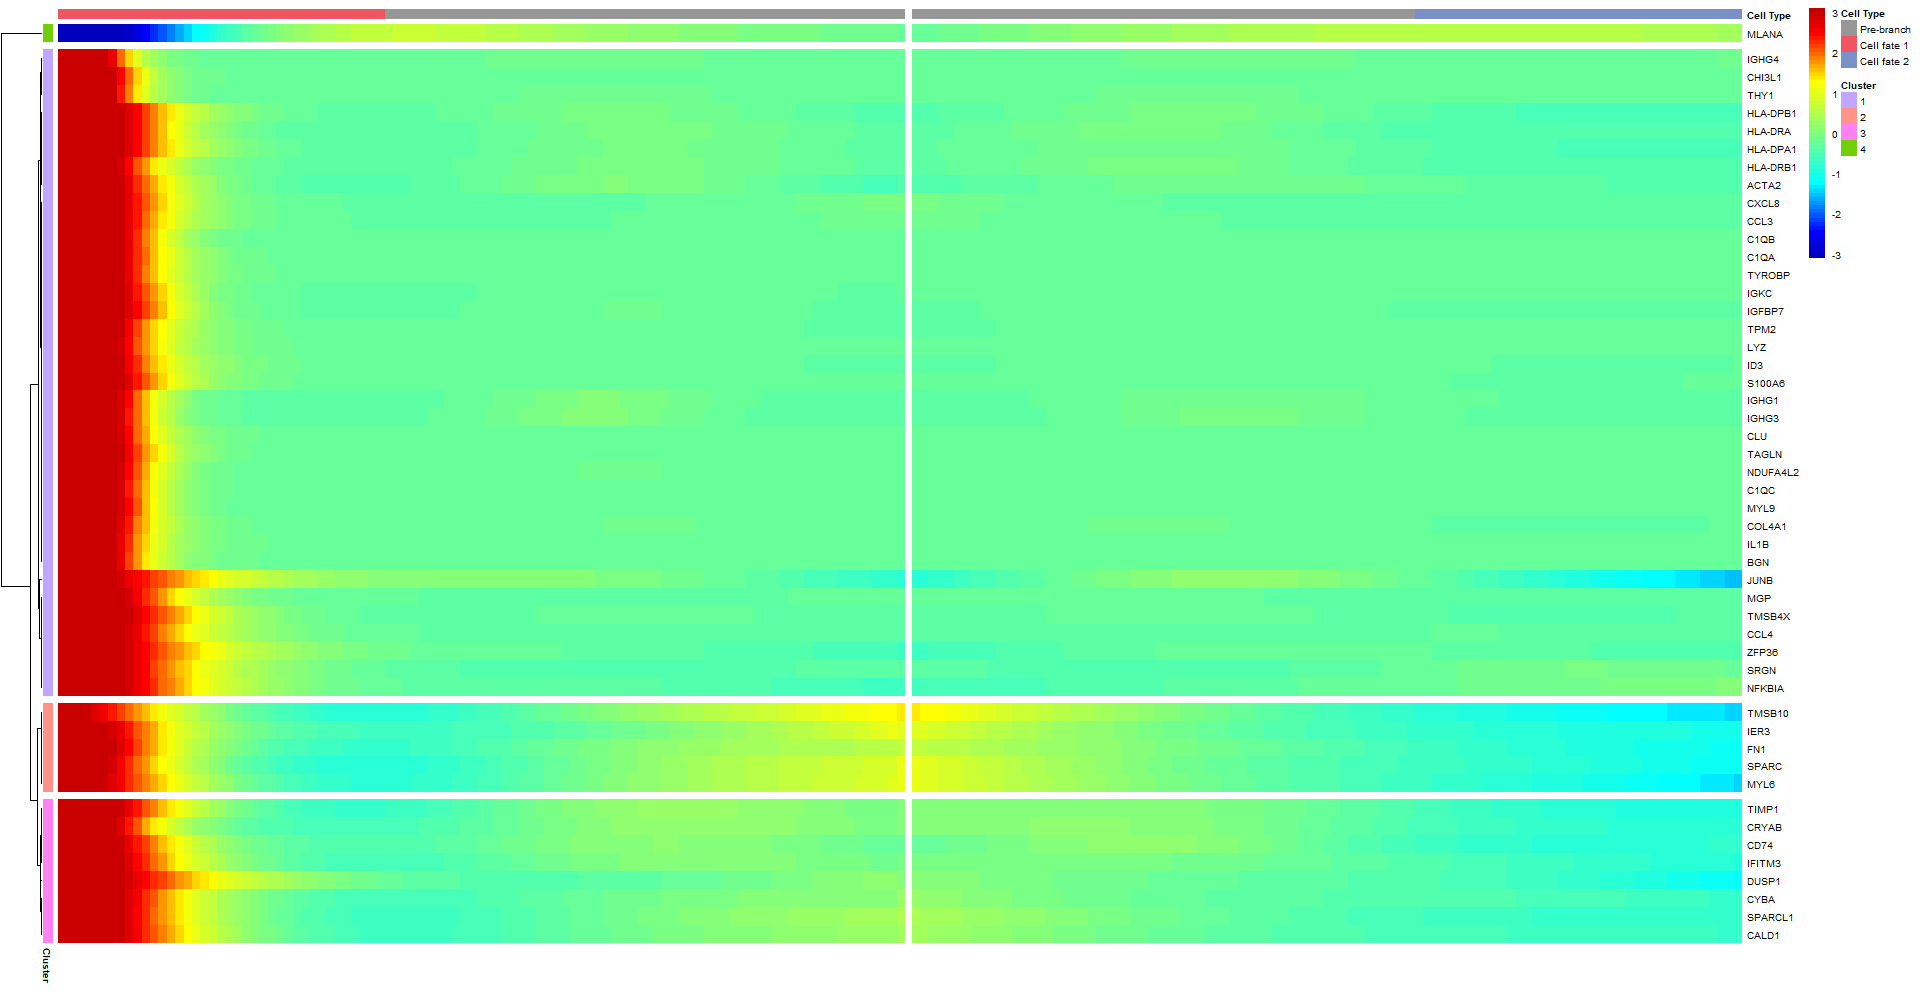 Cell Type
MLANA
IGHG4
CHI3L1
THY1
HLA-DPB1
HLA-DRA
HLA-DPA1
HLA-DRB1
ACTA2
CXCL8
CCL3
C1QB
C1QA
TYROBP
IGKC
IGFBP7
TPM2
LYZ
ID3
S100A6
IGHG1
IGHG3
CLU
TAGLN
NDUFA4L2
C1QC
MYL9
COL4A1
IL1B
BGN
JUNB
MGP
TMSB4X
CCL4
ZFP36
SRGN
NFKBIA
TMSB10
IER3
FN1
SPARC
MYL6
TIMP1
CRYAB
CD74
IFITM3
DUSP1
CYBA
SPARCL1
CALD1
3
2
1
0
-1
-2
-3
Cell Type
Pre-branch
Cell fate 1
Cell fate 2
Cluster
1
2
3
4
Cluster